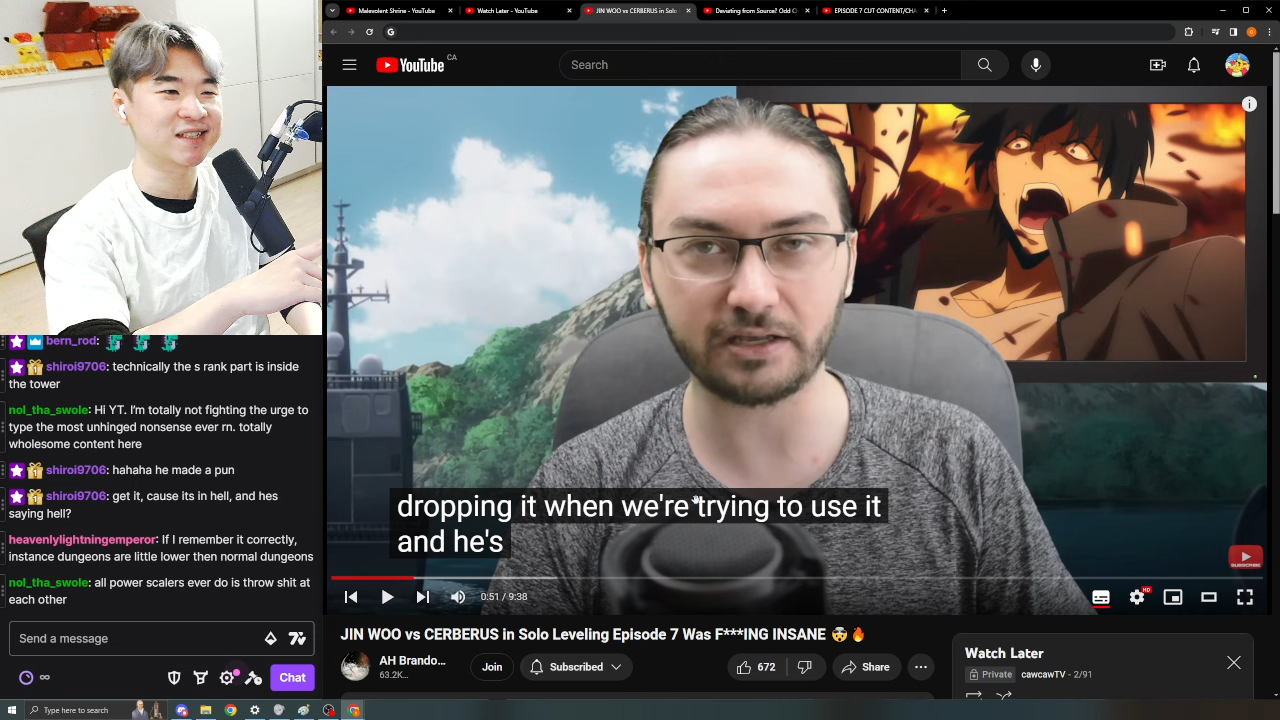 Malevolent Shrine - YouTube
Watch Later - YouTube
JIN WOO vs CERBERUS in Solo
Deviating from Source? Odd C
EPISODE 7 CUT CONTENT/CHA
YouTube CA
Search
dropping it when we're trying to use it
and he's
SUBSCRIBE
0:51 / 9:38
HD
JIN WOO vs CERBERUS in Solo Leveling Episode 7 Was F***ING INSANE 🤯🔥
AH Brando...
63.2K...
Join
Subscribed
672
Share
Watch Later
Private cawcawTV - 2/91
bern_rod:
shiroi9706: technically the s rank part is inside
the tower
nol_tha_swole: Hi YT. I'm totally not fighting the urge to
type the most unhinged nonsense ever rn. totally
wholesome content here
shiroi9706: hahaha he made a pun
shiroi9706: get it, cause its in hell, and hes
saying hell?
heavenlylightningemperor: If I remember it correctly,
instance dungeons are little lower then normal dungeons
nol_tha_swole: all power scalers ever do is throw shit at
each other
Send a message
Chat
Type here to search